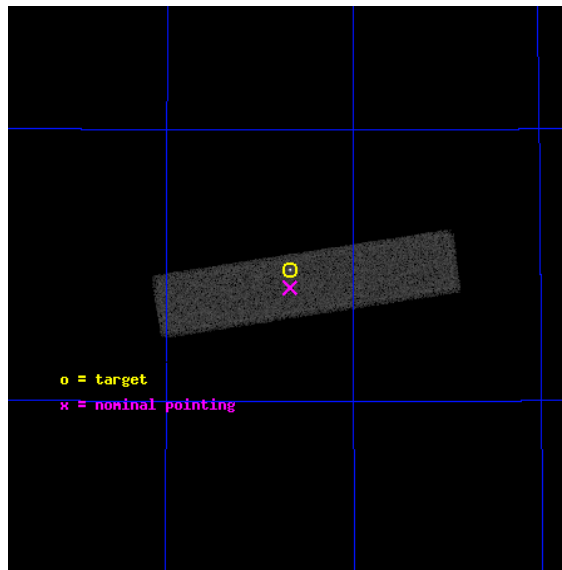 o = target
x = nominal pointing